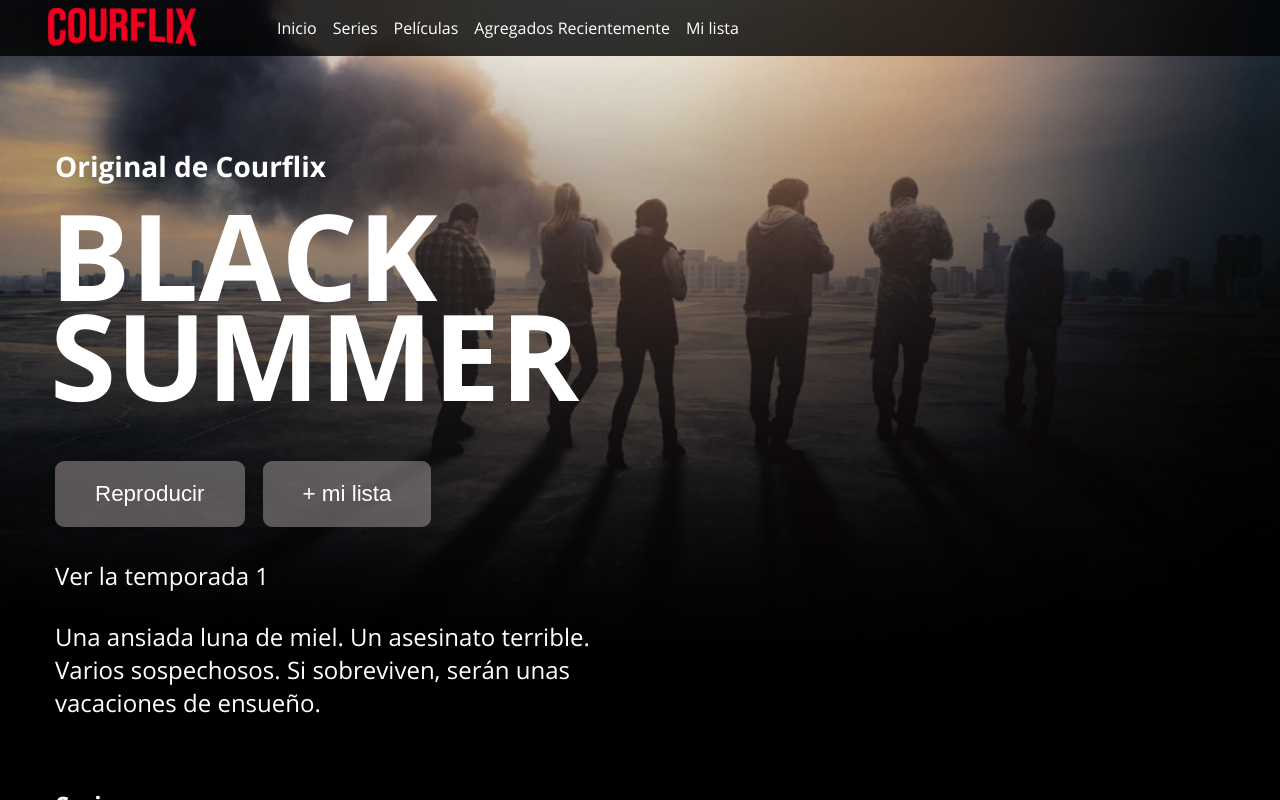 COURFLIX
Inicio Series Películas Agregados Recientemente Mi lista
Original de Courflix
BLACK
SUMMER
Reproducir + mi lista
Ver la temporada 1
Una ansiada luna de miel. Un asesinato terrible.
Varios sospechosos. Si sobreviven, serán unas
vacaciones de ensueño.